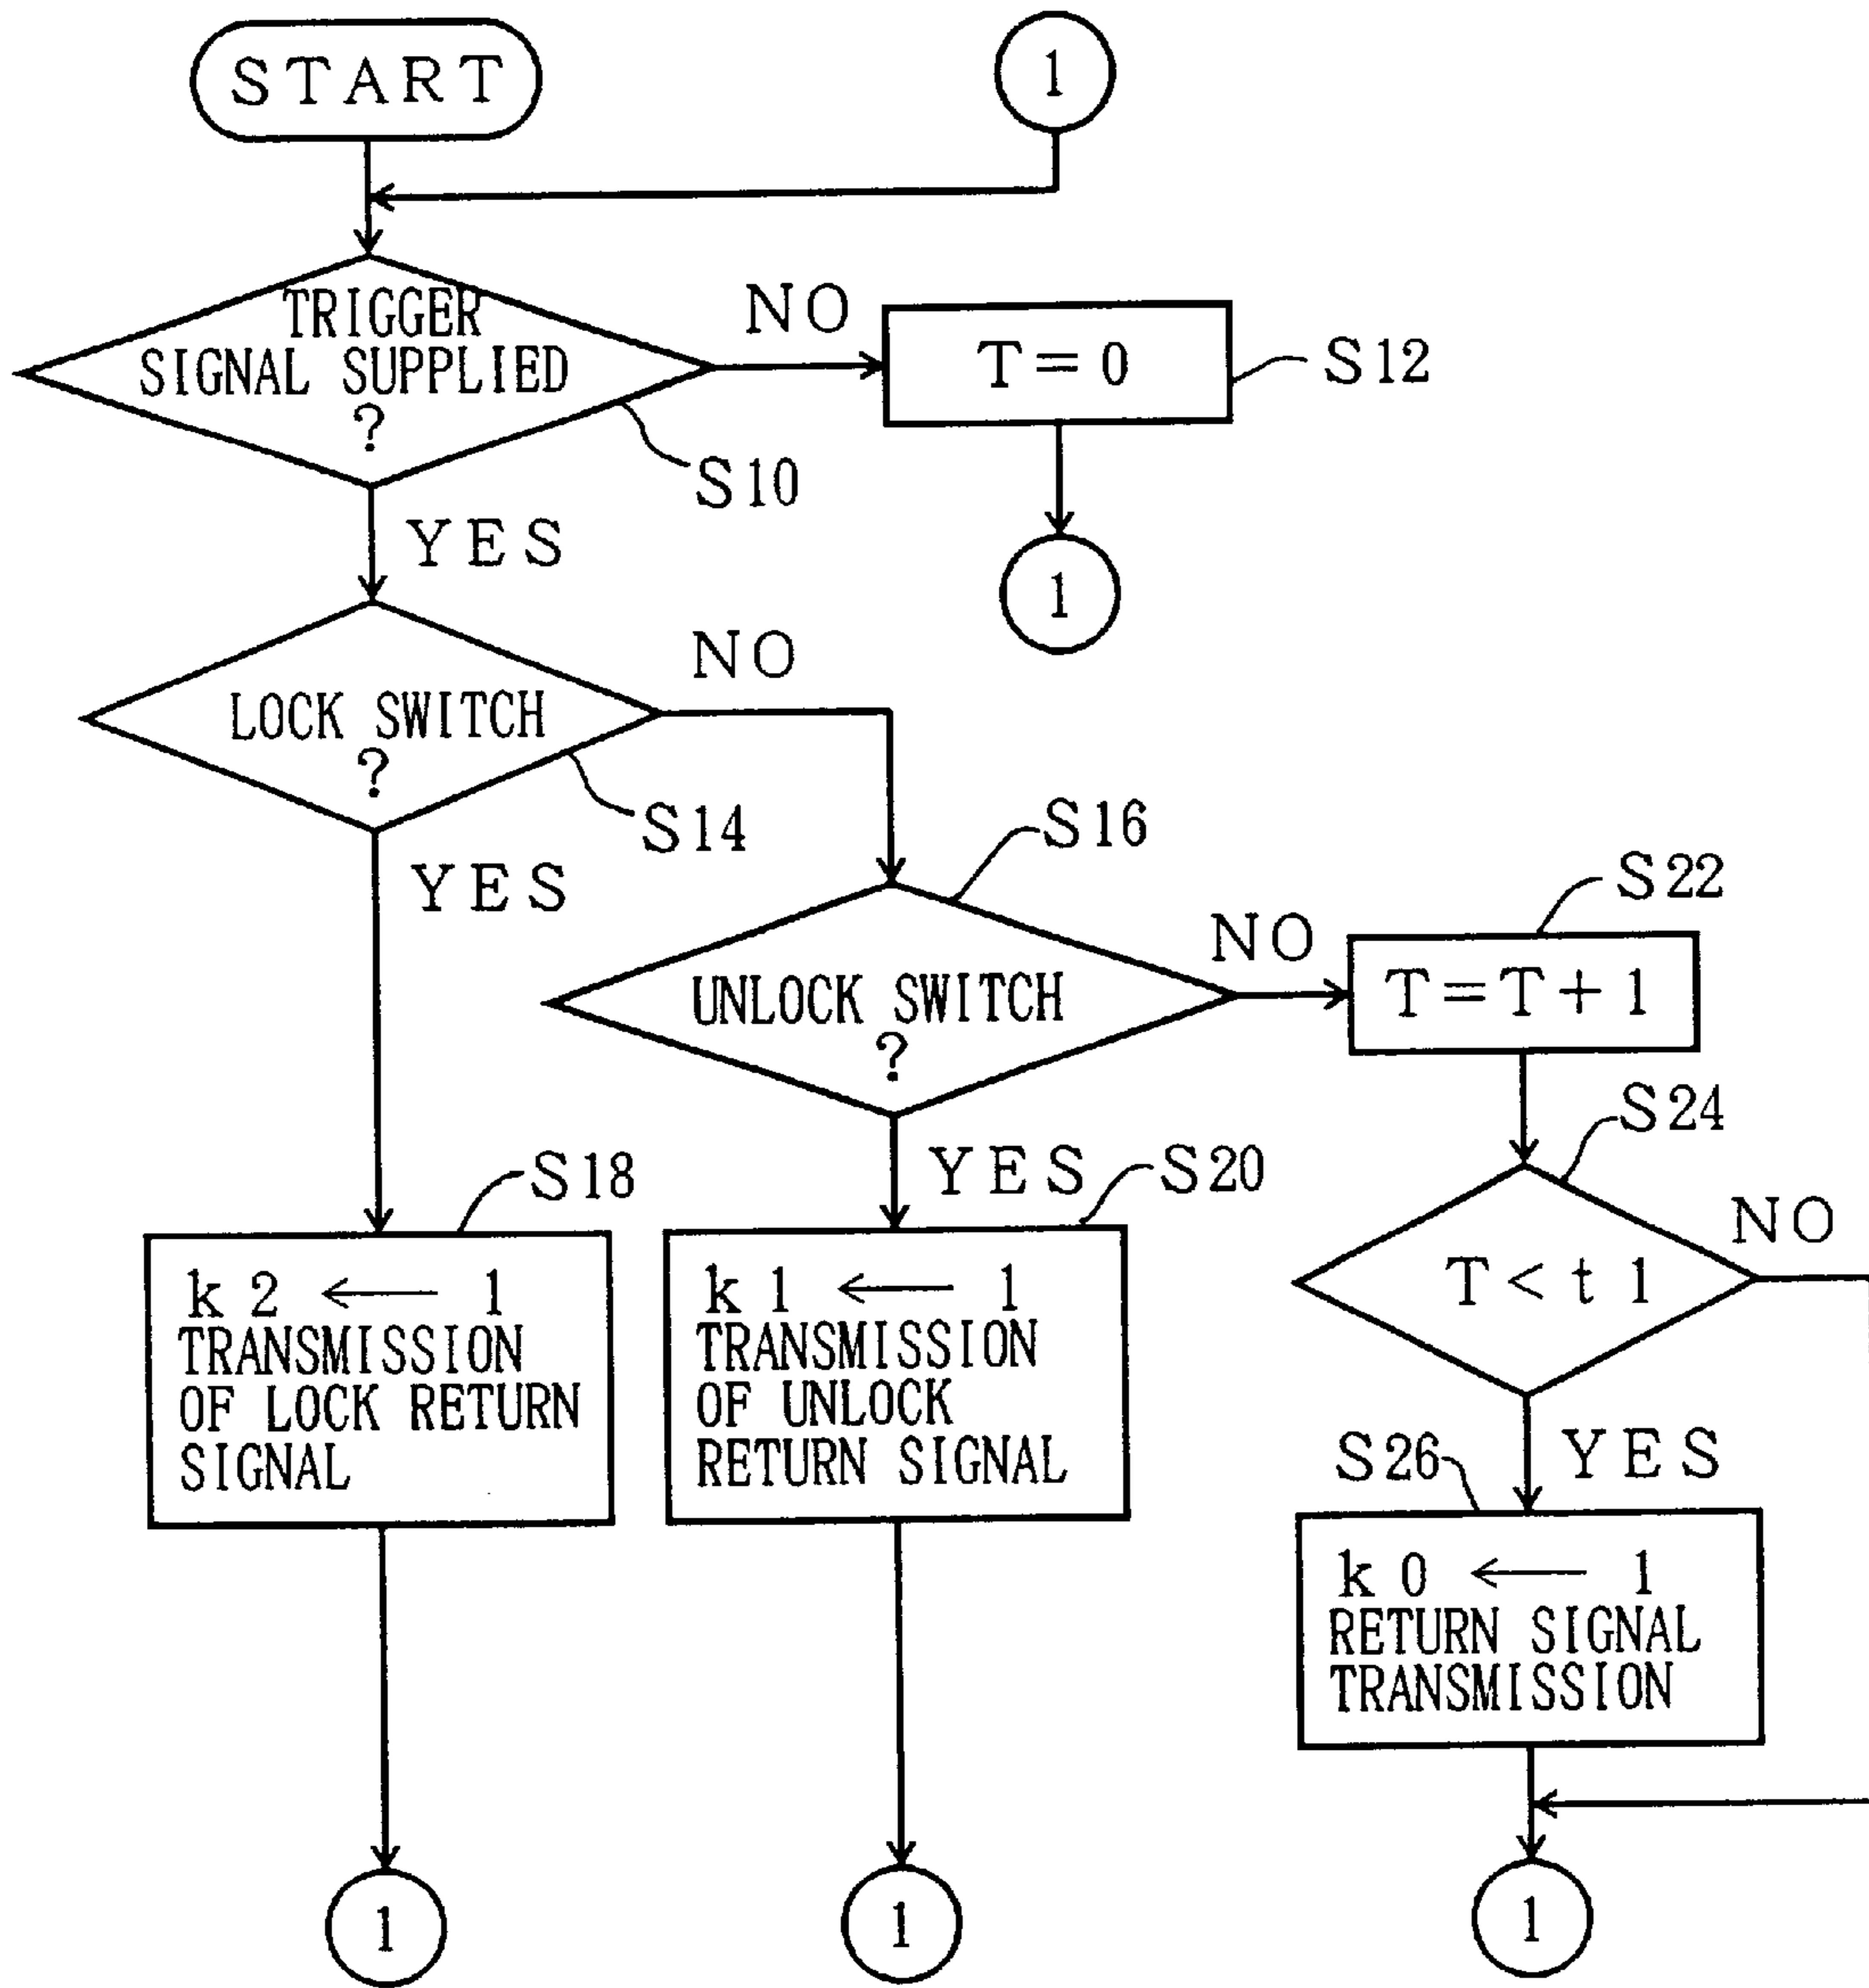 START
1
TRIGGER
SIGNAL SUPPLIED
?
NO
T=0
S12
S10
YES
1
LOCK SWITCH
?
NO
S14
YES
S16
UNLOCK SWITCH
?
NO
S22
T=T+1
S24
YES
S18
S20
T<t1
NO
k2 ← 1
TRANSMISSION
OF LOCK RETURN
SIGNAL
k1 ← 1
TRANSMISSION
OF UNLOCK
RETURN SIGNAL
YES
S26
k0 ← 1
RETURN SIGNAL
TRANSMISSION
1
1
1